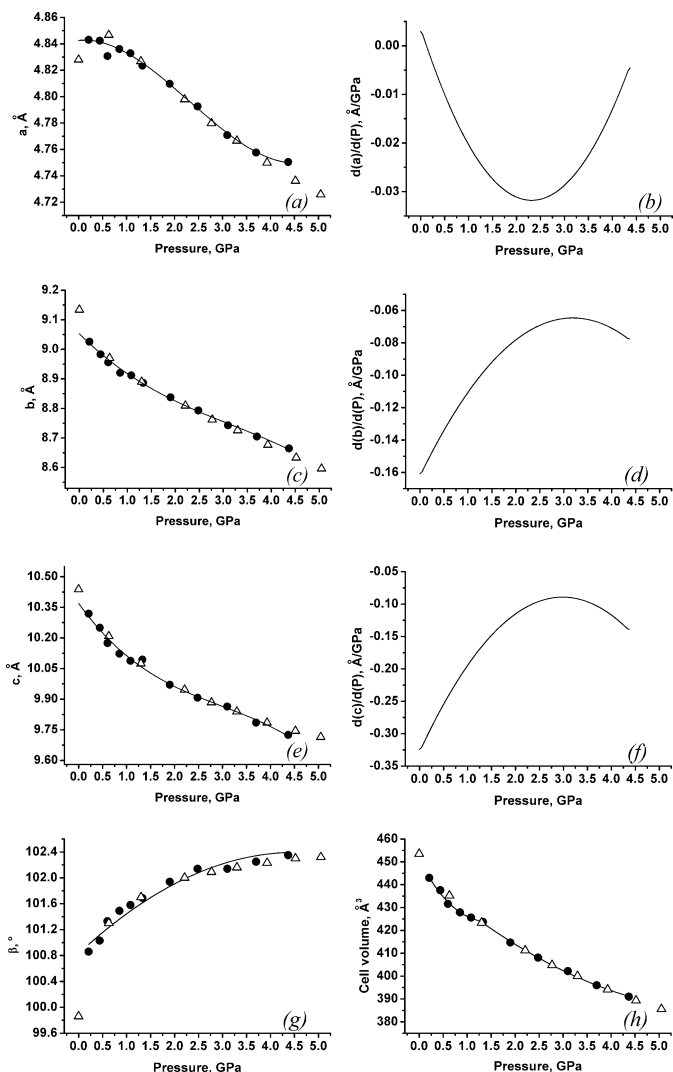 4.86
4.84
4.82
4.80
4.78
4.76
4.74
4.72
a, Å
0.0 0.5 1.0 1.5 2.0 2.5 3.0 3.5 4.0 4.5 5.0
Pressure, GPa
(a)
0.00
-0.01
-0.02
-0.03
d(a)/d(P), Å/GPa
0.0 0.5 1.0 1.5 2.0 2.5 3.0 3.5 4.0 4.5 5.0
Pressure, GPa
(b)
9.2
9.1
9.0
8.9
8.8
8.7
8.6
b, Å
0.0 0.5 1.0 1.5 2.0 2.5 3.0 3.5 4.0 4.5 5.0
Pressure, GPa
(c)
-0.06
-0.08
-0.10
-0.12
-0.14
-0.16
d(b)/d(P), Å/GPa
0.0 0.5 1.0 1.5 2.0 2.5 3.0 3.5 4.0 4.5 5.0
Pressure, GPa
(d)
10.50
10.35
10.20
10.05
9.90
9.75
9.60
c, Å
0.0 0.5 1.0 1.5 2.0 2.5 3.0 3.5 4.0 4.5 5.0
Pressure, GPa
(e)
-0.05
-0.10
-0.15
-0.20
-0.25
-0.30
-0.35
d(c)/d(P), Å/GPa
0.0 0.5 1.0 1.5 2.0 2.5 3.0 3.5 4.0 4.5 5.0
Pressure, GPa
(f)
102.4
102.0
101.6
101.2
100.8
100.4
100.0
99.6
β, °
0.0 0.5 1.0 1.5 2.0 2.5 3.0 3.5 4.0 4.5 5.0
Pressure, GPa
(g)
460
450
440
430
420
410
400
390
380
Cell volume, Å³
0.0 0.5 1.0 1.5 2.0 2.5 3.0 3.5 4.0 4.5 5.0
Pressure, GPa
(h)